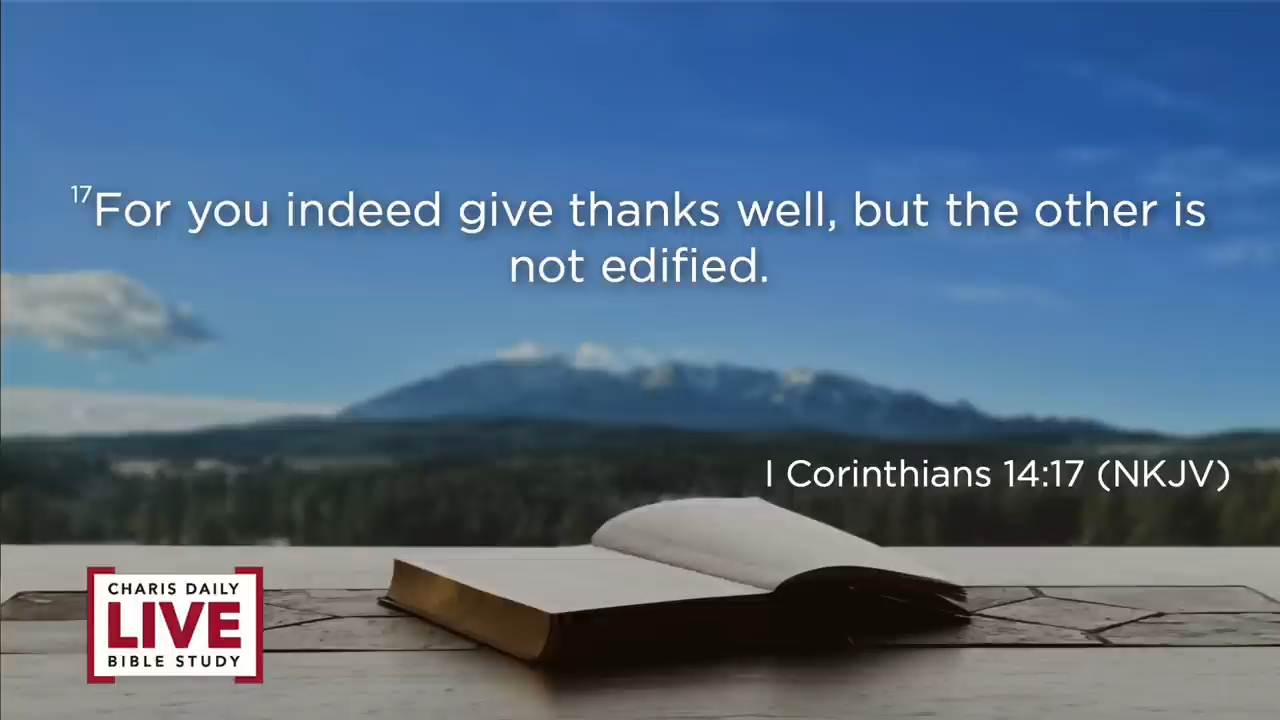 17For you indeed give thanks well, but the other is
not edified.
I Corinthians 14:17 (NKJV)
CHARIS DAILY
LIVE
BIBLE STUDY